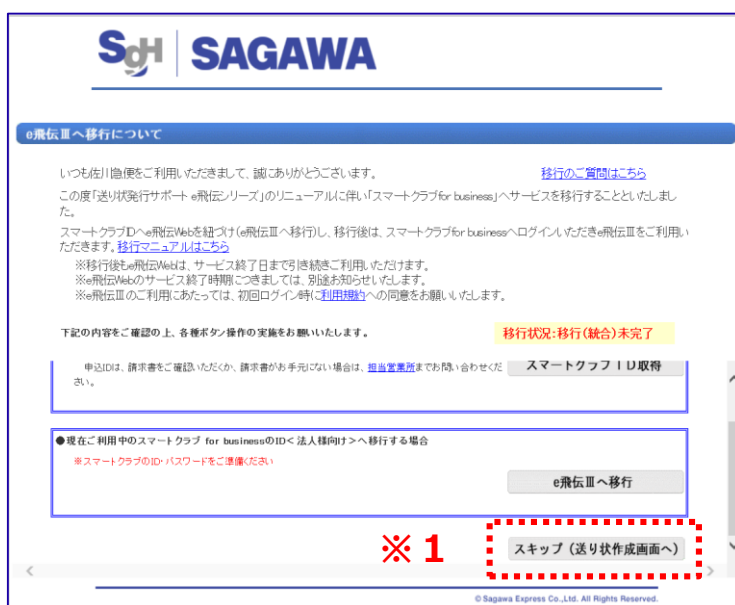 SGH SAGAWA
e飛伝Ⅲへ移行について
いつも佐川急便をご利用いただきまして、誠にありがとうございます。 移行のご質問はこちら
この度「送り状発行サポート e飛伝シリーズ」のリニューアルに伴い「スマートクラブfor business」へサービスを移行することといたしまし
た。
スマートクラブIDへe飛伝Webを紐づけ(e飛伝Ⅲへ移行)し、移行後は、スマートクラブfor businessへログインいただきe飛伝Ⅲをご利用い
ただきます。移行マニュアルはこちら
※移行後もe飛伝Webは、サービス終了日まで引き続きご利用いただけます。
※e飛伝Webのサービス終了時期につきましては、別途お知らせいたします。
※e飛伝Ⅲのご利用にあたっては、初回ログイン時に利用規約への同意をお願いいたします。
下記の内容をご確認の上、各種ボタン操作の実施をお願いいたします。 移行状況:移行(統合)未完了
申込IDは、請求書をご確認いただくか、請求書がお手元にない場合は、担当営業所までお問い合わせくだ スマートクラブID取得
さい。
●現在ご利用中のスマートクラブ for businessのID<法人様向け>へ移行する場合
※スマートクラブのID・パスワードをご準備ください
e飛伝Ⅲへ移行
※1 スキップ(送り状作成画面へ)
© Sagawa Express Co.,Ltd. All Rights Reserved.